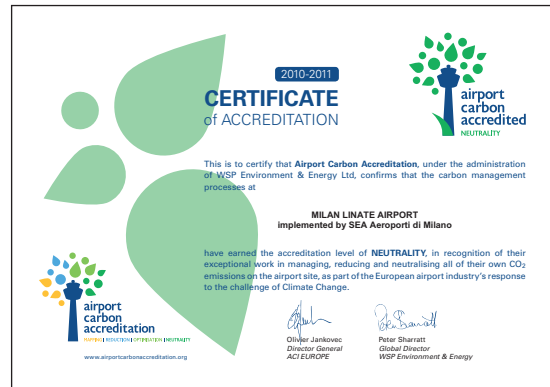 2010-2011
CERTIFICATE
of ACCREDITATION
airport
carbon
accredited
NEUTRALITY
This is to certify that Airport Carbon Accreditation, under the administration
of WSP Environment & Energy Ltd, confirms that the carbon management
processes at
MILAN LINATE AIRPORT
implemented by SEA Aeroporti di Milano
have earned the accreditation level of NEUTRALITY, in recognition of their
exceptional work in managing, reducing and neutralising all of their own CO₂
emissions on the airport site, as part of the European airport industry's response
to the challenge of Climate Change.
airport
carbon
accreditation
MAPPING | REDUCTION | OPTIMISATION | NEUTRALITY
www.airportcarbonaccreditation.org
Olivier Jankovec
Director General
ACI EUROPE
Peter Sharratt
Global Director
WSP Environment & Energy